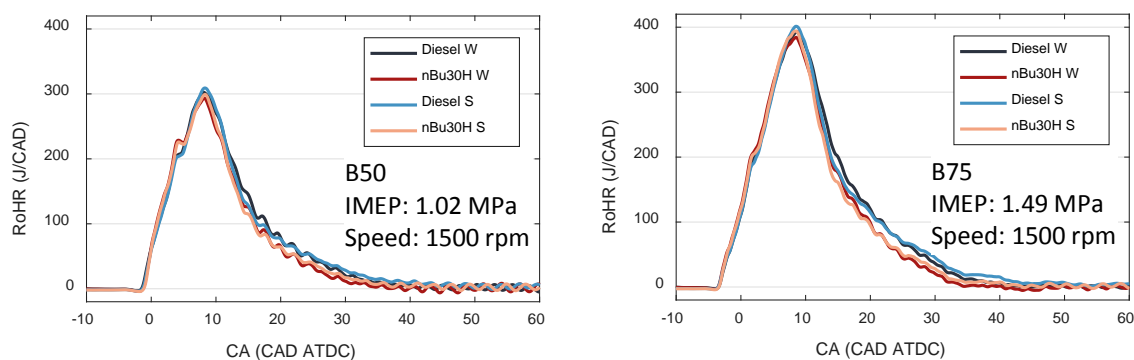 400
300
200
100
0
RoHR (J/CAD)
-10 0 10 20 30 40 50 60
CA (CAD ATDC)
Diesel W
nBu30H W
Diesel S
nBu30H S
B50
IMEP: 1.02 MPa
Speed: 1500 rpm
400
300
200
100
0
RoHR (J/CAD)
-10 0 10 20 30 40 50 60
CA (CAD ATDC)
Diesel W
nBu30H W
Diesel S
nBu30H S
B75
IMEP: 1.49 MPa
Speed: 1500 rpm